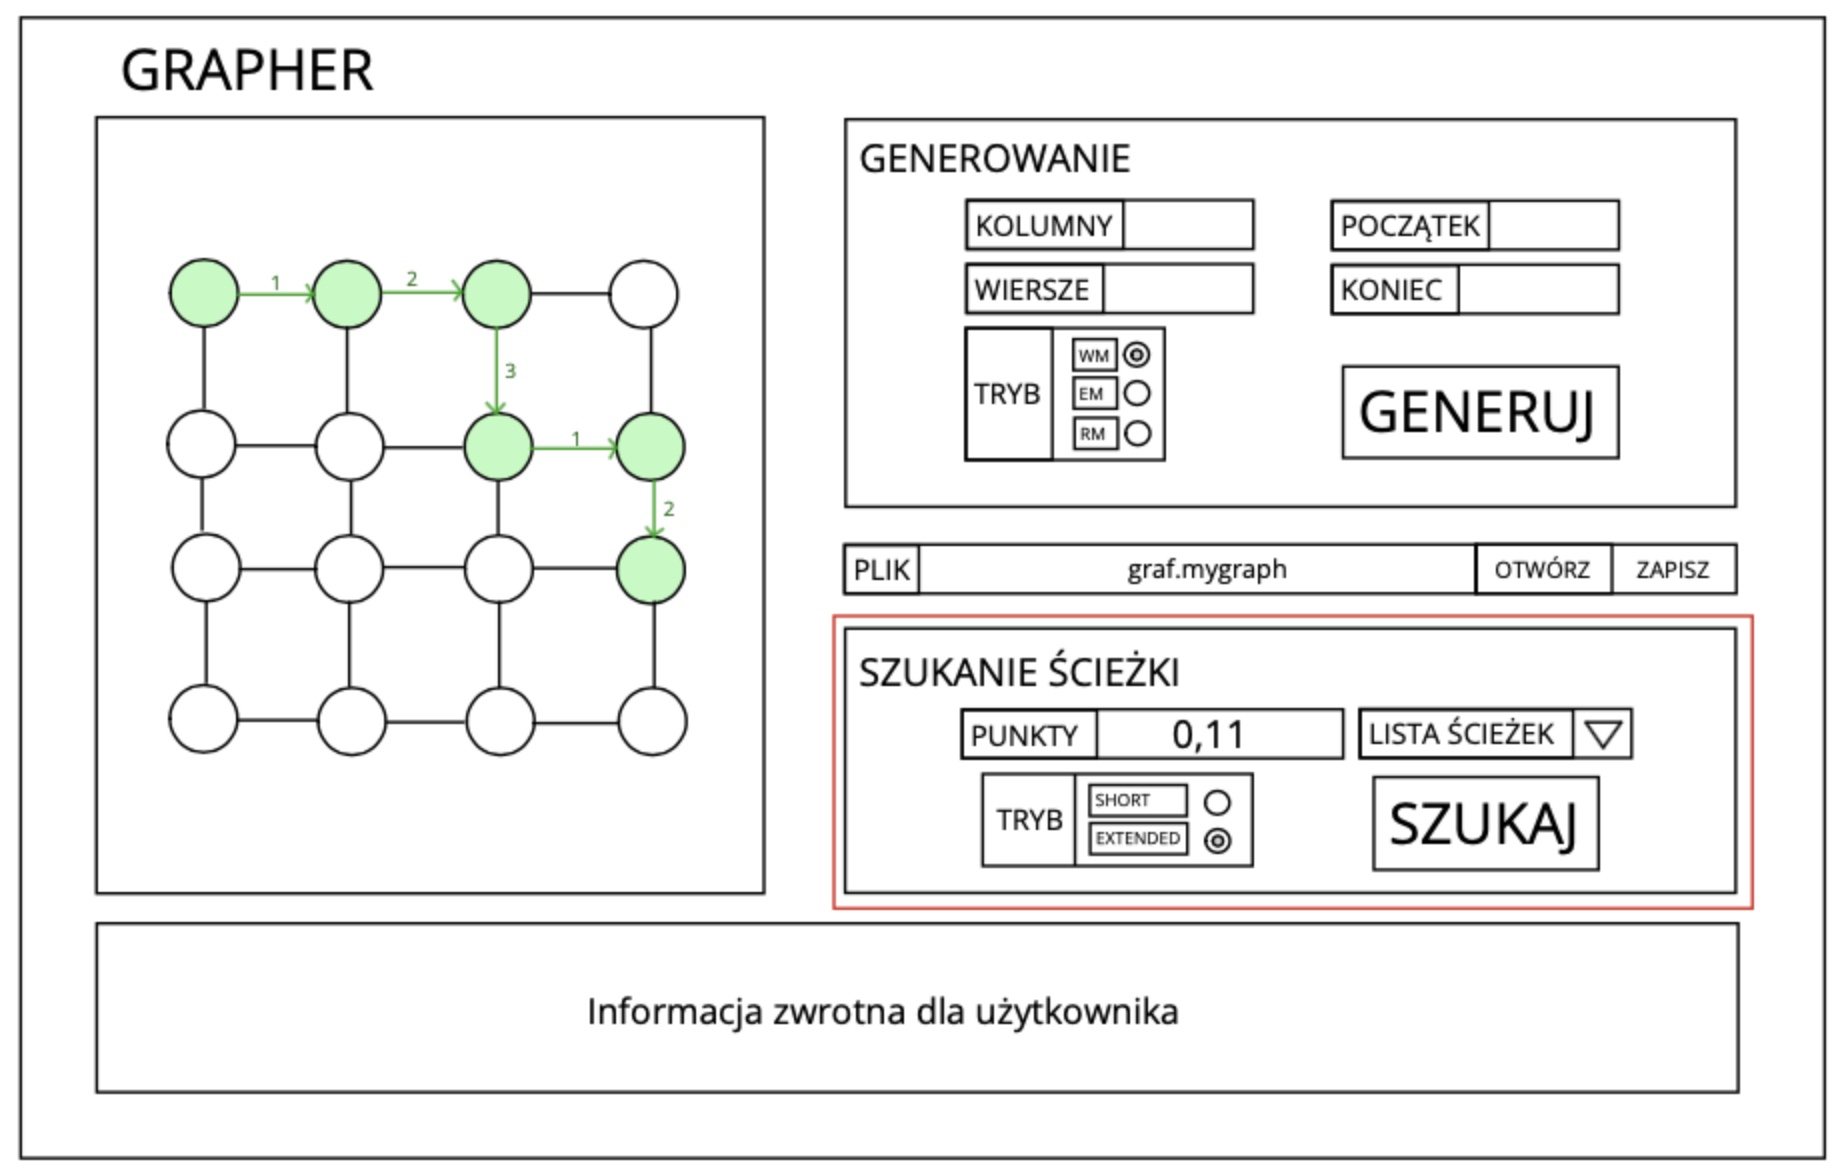 GRAPHER
1
2
3
1
2
GENEROWANIE
KOLUMNY
POCZĄTEK
WIERSZE
KONIEC
TRYB
WM
EM
RM
GENERUJ
PLIK
graf.mygraph
OTWÓRZ
ZAPISZ
SZUKANIE ŚCIEŻKI
PUNKTY
0,11
LISTA ŚCIEŻEK
TRYB
SHORT
EXTENDED
SZUKAJ
Informacja zwrotna dla użytkownika